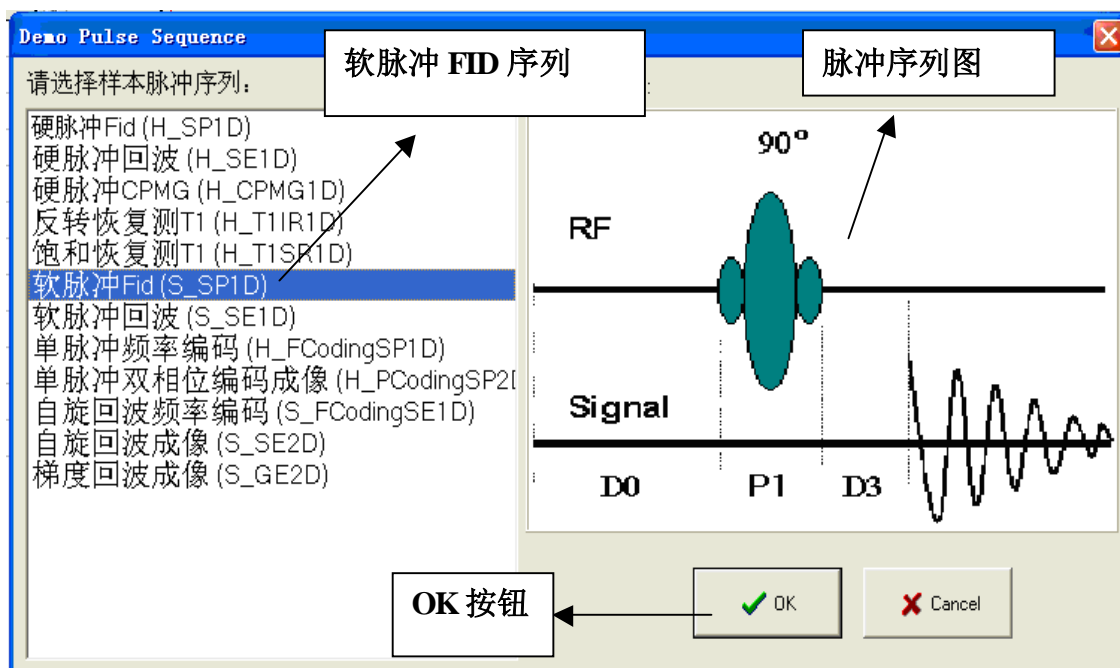 Demo Pulse Sequence
软脉冲 FID 序列
脉冲序列图
请选择样本脉冲序列:
硬脉冲Fid (H_SP1D)
硬脉冲回波 (H_SE1D)
硬脉冲CPMG (H_CPMG1D)
反转恢复测T1 (H_T1IR1D)
饱和恢复测T1 (H_T1SR1D)
软脉冲Fid (S_SP1D)
软脉冲回波 (S_SE1D)
单脉冲频率编码 (H_FCodingSP1D)
单脉冲双相位编码成像 (H_PCodingSP2
自旋回波频率编码 (S_FCodingSE1D)
自旋回波成像 (S_SE2D)
梯度回波成像 (S_GE2D)
90°
RF
Signal
D0 P1 D3
OK 按钮
OK
Cancel